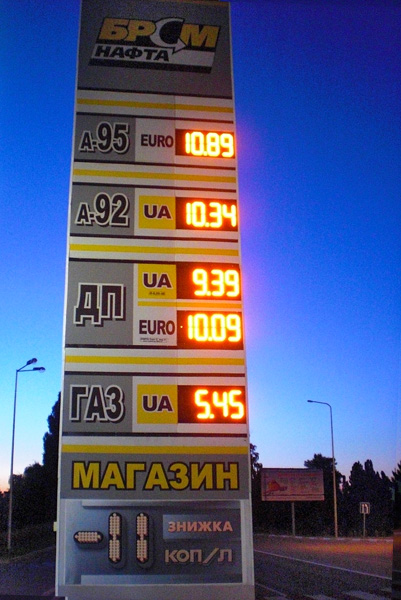 БРСМ
НАФТА
А-95 EURO 10.89
А-92 UA 10.34
ДП UA 9.39
EURO 10.09
ГАЗ UA 5.45
МАГАЗИН
ЗНИЖКА
КОП/Л